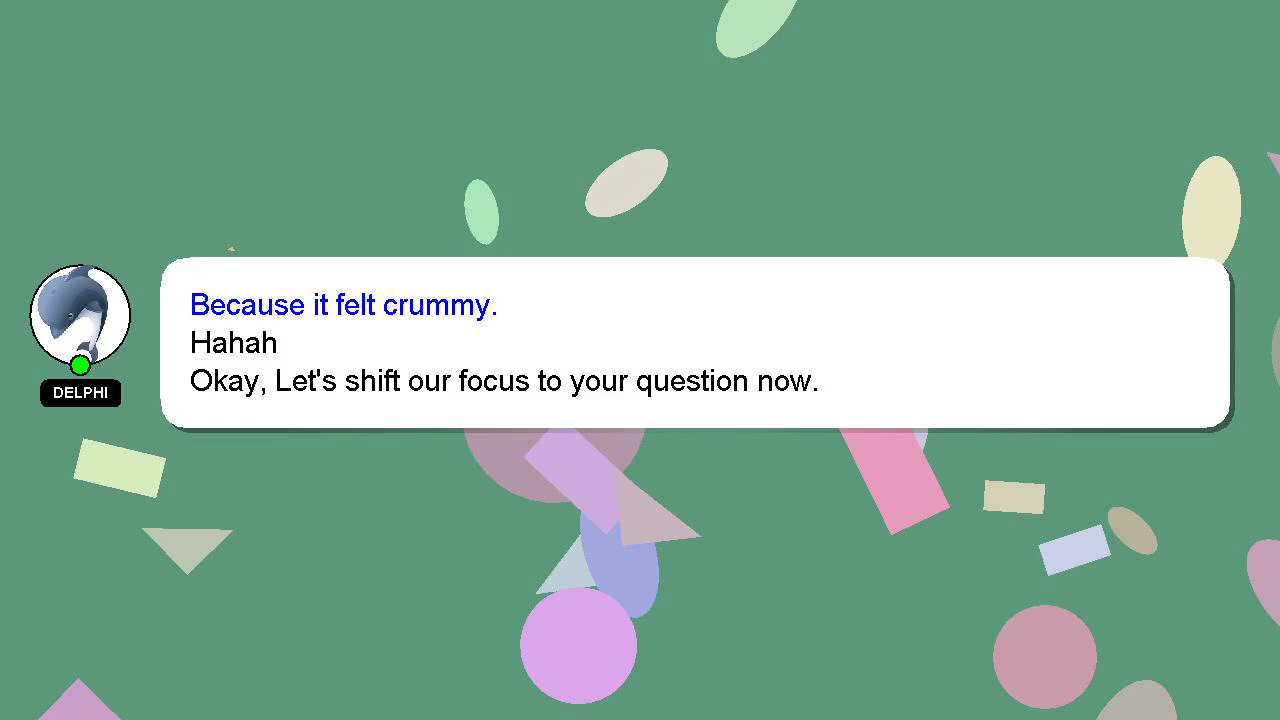 Because it felt crummy.
Hahah
Okay, Let's shift our focus to your question now.
DELPHI